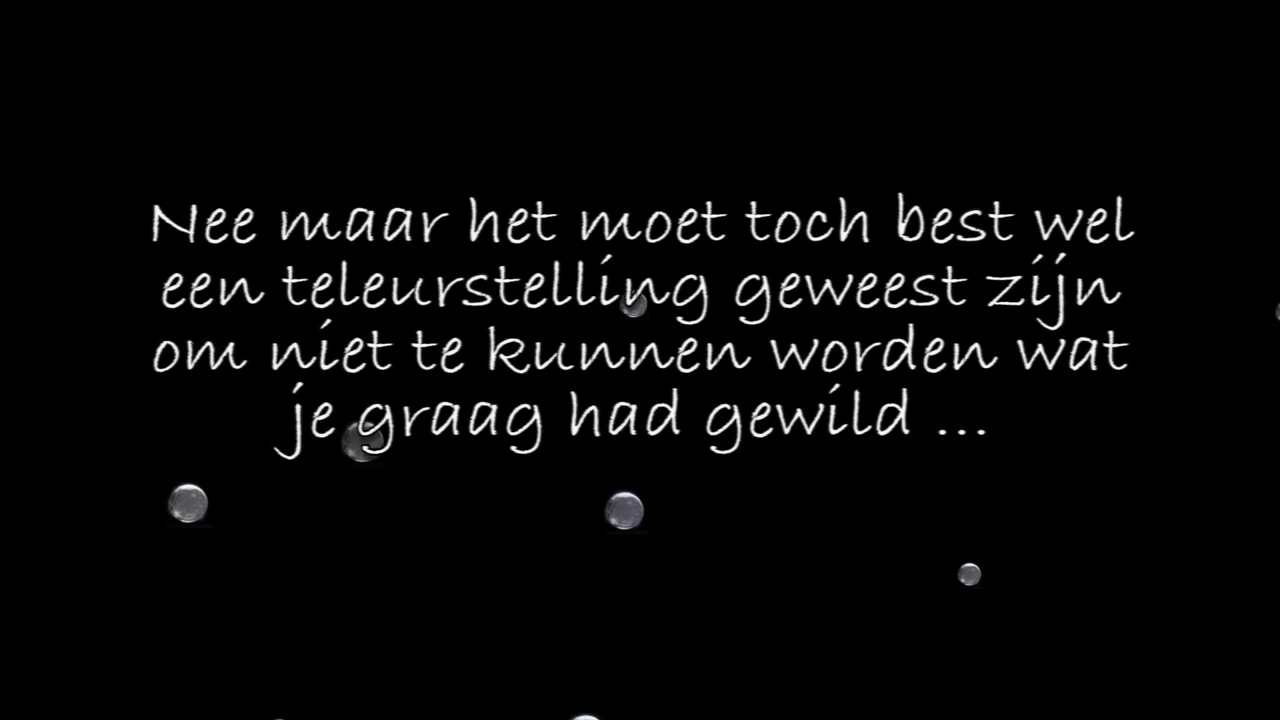 Nee maar het moet toch best wel
een teleurstelling geweest zijn
om niet te kunnen worden wat
je graag had gewild ...